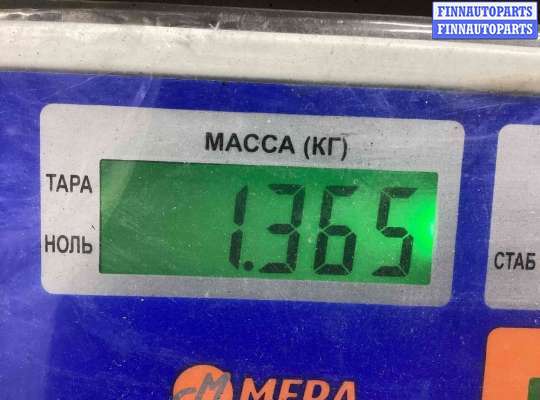 FINNAUTOPARTS
FINNAUTOPARTS
МАССА (КГ)
ТАРА
1.365
НОЛЬ
СТАБ
МЕРА